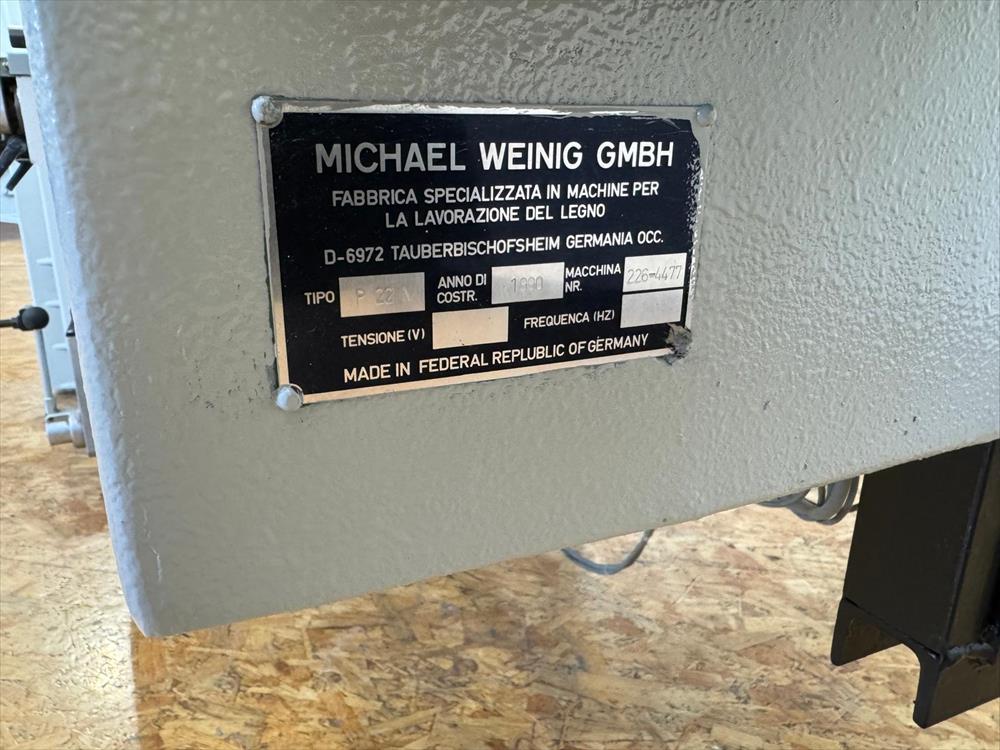 MICHAEL WEINIG GMBH
FABBRICA SPECIALIZZATA IN MACHINE PER
LA LAVORAZIONE DEL LEGNO
D-6972 TAUBERBISCHOFSHEIM GERMANIA OCC.
TIPO P 22 N ANNO DI COSTR. 1990 MACCHINA NR. 226-4477
TENSIONE (V) FREQUENCA (HZ)
MADE IN FEDERAL REPLUBLIC OF GERMANY